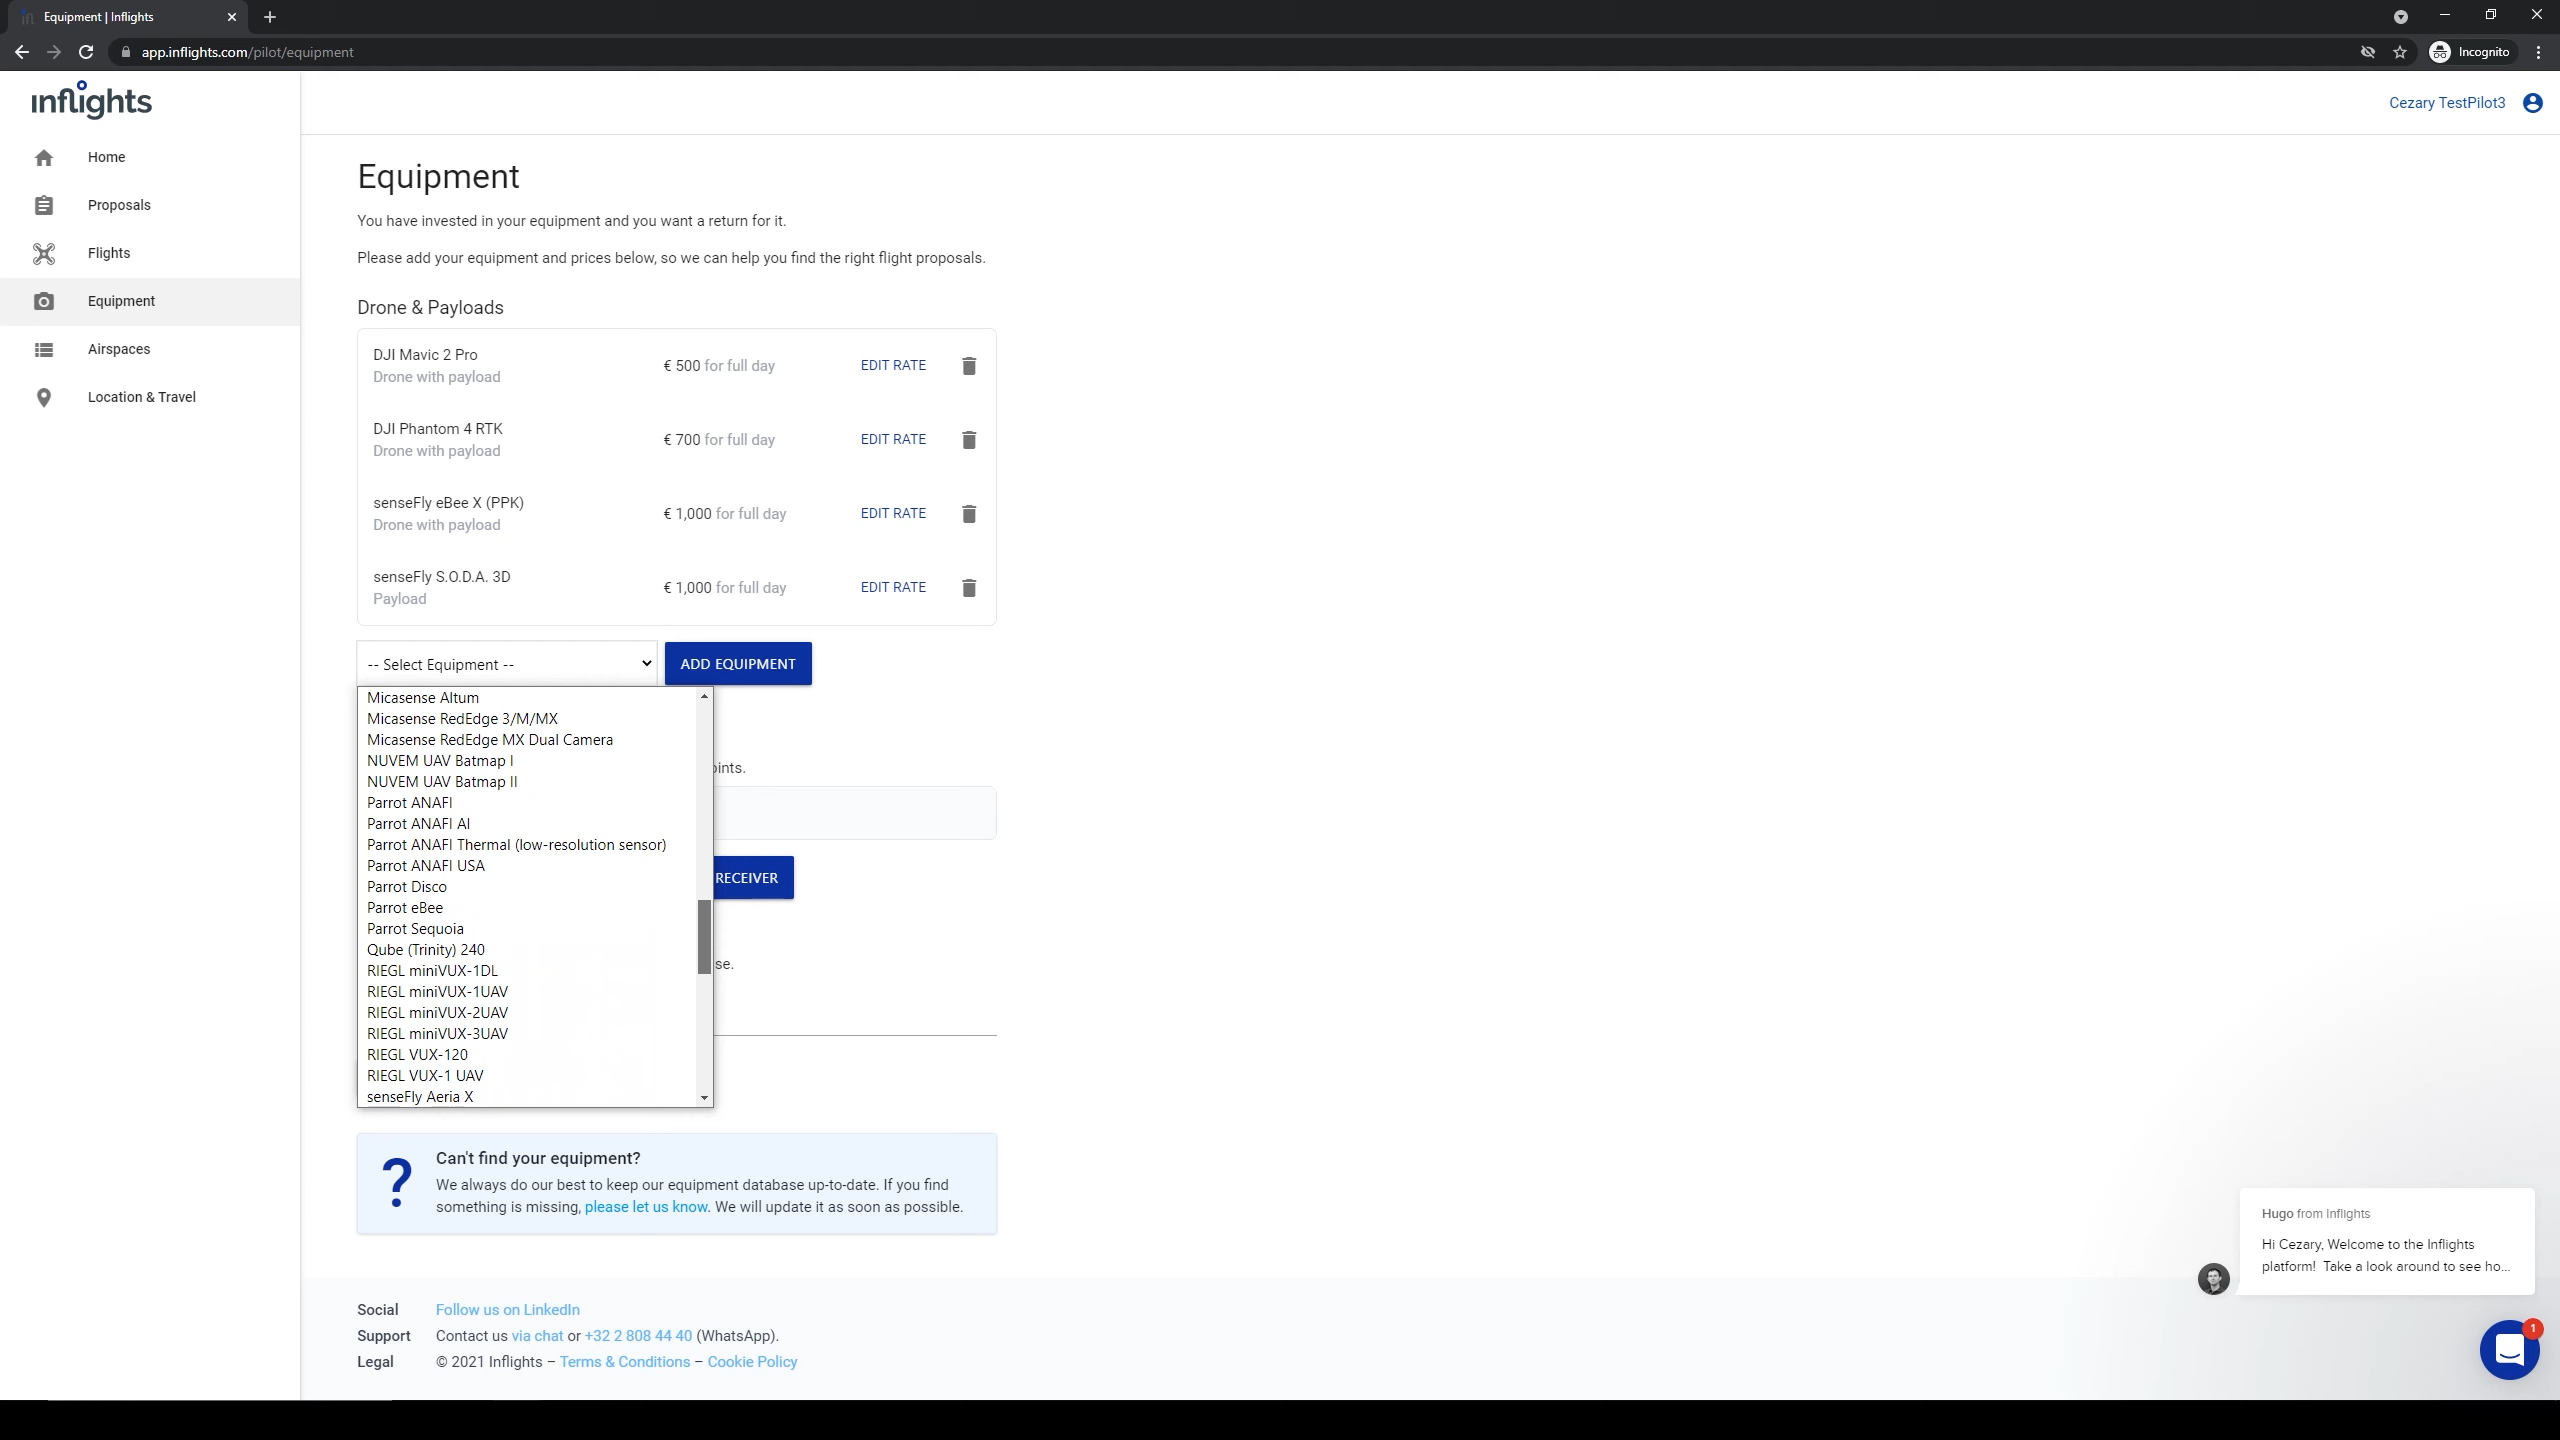 Equipment | Inflights
app.inflights.com/pilot/equipment
Incognito
inflights
Cezary TestPilot3
Home
Proposals
Flights
Equipment
Airspaces
Location & Travel
Equipment
You have invested in your equipment and you want a return for it.
Please add your equipment and prices below, so we can help you find the right flight proposals.
Drone & Payloads
DJI Mavic 2 Pro
Drone with payload
€ 500 for full day
EDIT RATE
DJI Phantom 4 RTK
Drone with payload
€ 700 for full day
EDIT RATE
senseFly eBee X (PPK)
Drone with payload
€ 1,000 for full day
EDIT RATE
senseFly S.O.D.A. 3D
Payload
€ 1,000 for full day
EDIT RATE
-- Select Equipment --
ADD EQUIPMENT
Micasense Altum
Micasense RedEdge 3/M/MX
Micasense RedEdge MX Dual Camera
NUVEM UAV Batmap I
NUVEM UAV Batmap II
Parrot ANAFI
Parrot ANAFI AI
Parrot ANAFI Thermal (low-resolution sensor)
Parrot ANAFI USA
Parrot Disco
Parrot eBee
Parrot Sequoia
Qube (Trinity) 240
RIEGL miniVUX-1DL
RIEGL miniVUX-1UAV
RIEGL miniVUX-2UAV
RIEGL miniVUX-3UAV
RIEGL VUX-120
RIEGL VUX-1 UAV
senseFly Aeria X
oints.
RECEIVER
se.
?
Can't find your equipment?
We always do our best to keep our equipment database up-to-date. If you find
something is missing, please let us know. We will update it as soon as possible.
Hugo from Inflights
Hi Cezary, Welcome to the Inflights
platform! Take a look around to see ho...
1
Social Follow us on LinkedIn
Support Contact us via chat or +32 2 808 44 40 (WhatsApp).
Legal © 2021 Inflights – Terms & Conditions – Cookie Policy